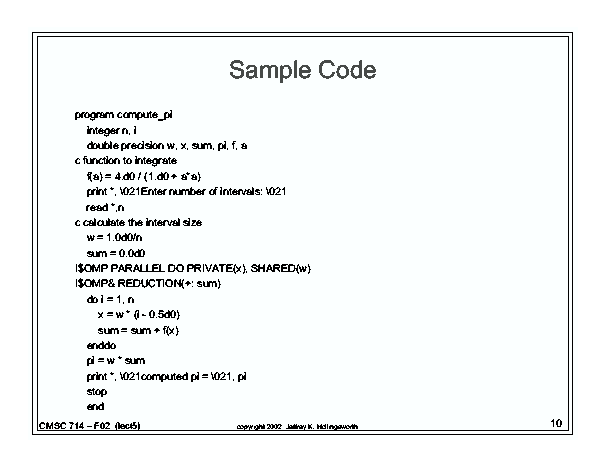 Sample Code
program compute_pi
integer n, i
double precision w, x, sum, pi, f, a
c function to integrate
f(a) = 4.d0 / (1.d0 + a*a)
print *, \021Enter number of intervals: \021
read *,n
c calculate the interval size
w = 1.0d0/n
sum = 0.0d0
!$OMP PARALLEL DO PRIVATE(x), SHARED(w)
!$OMP& REDUCTION(+: sum)
do i = 1, n
x = w * (i - 0.5d0)
sum = sum + f(x)
enddo
pi = w * sum
print *, \021computed pi = \021, pi
stop
end
CMSC 714 – F02 (lect5)
copyright 2002 Jeffrey K. Hollingsworth
10